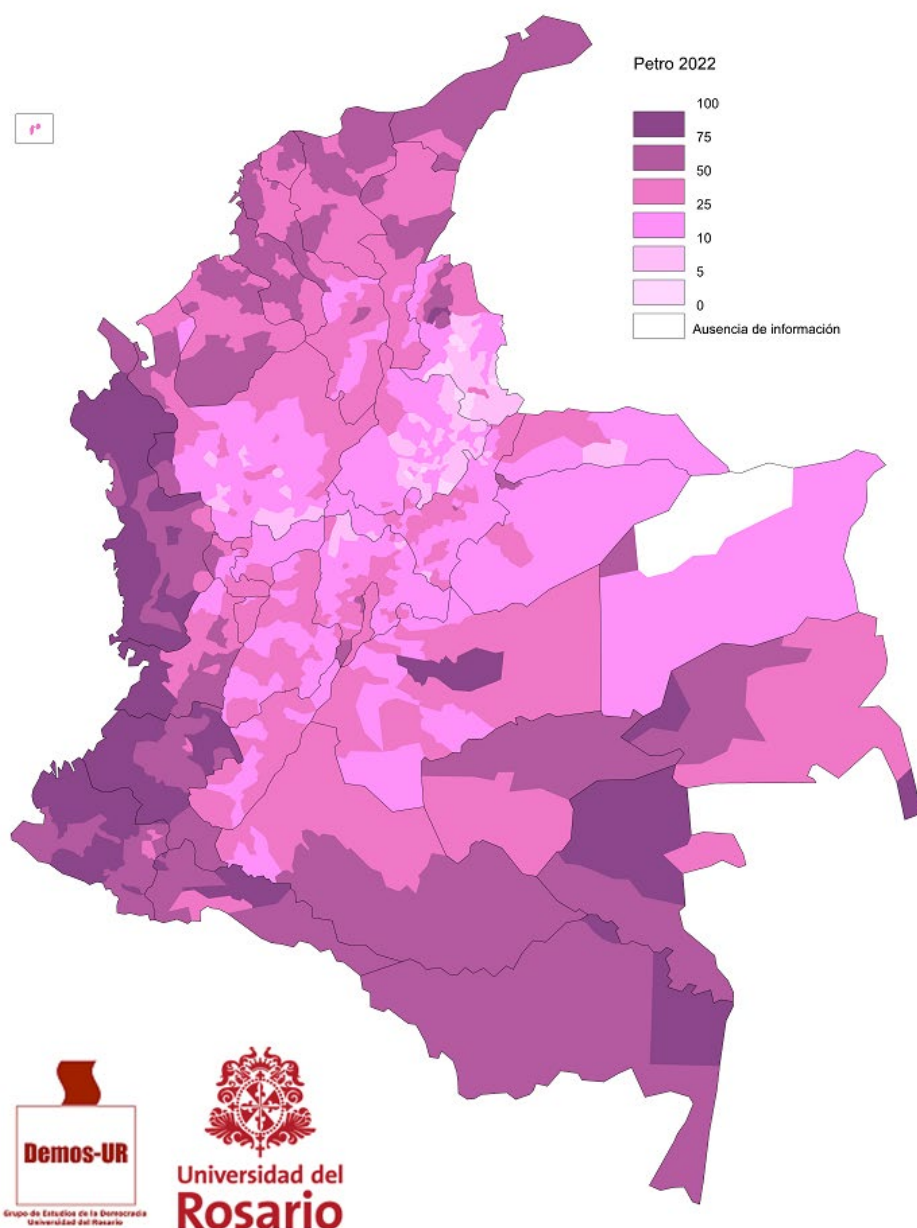 Petro 2022
100
75
50
25
10
5
0
Ausencia de información
Demos-UR
Grupo de Estudios de la Democracia
Universidad del Rosario
Universidad del
Rosario